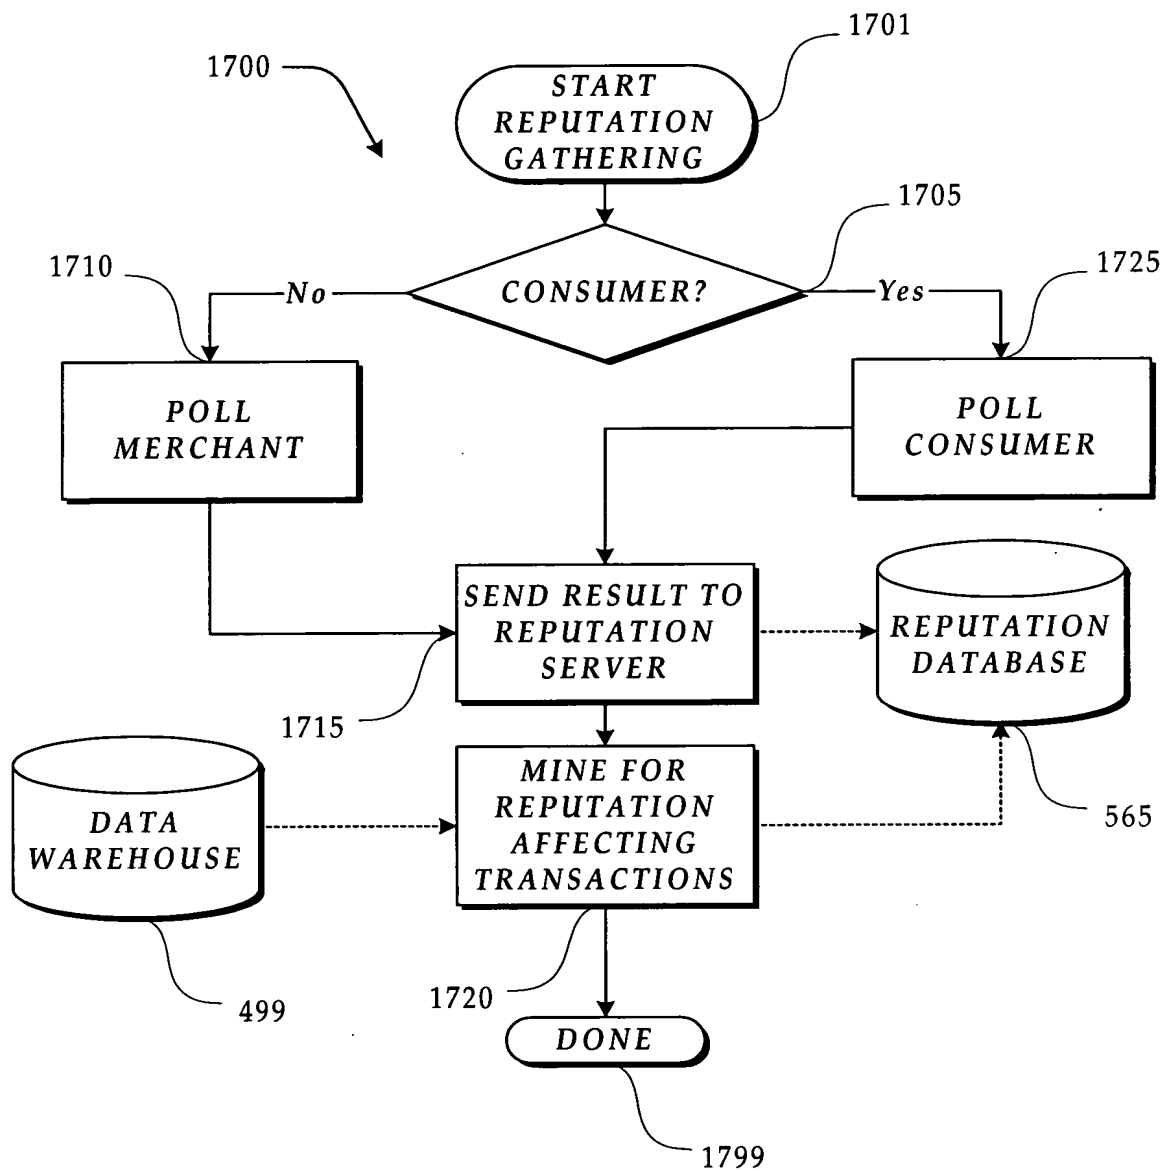 1701
1700
START
REPUTATION
GATHERING
1705
1710
1725
No
CONSUMER?
Yes
POLL
MERCHANT
POLL
CONSUMER
SEND RESULT TO
REPUTATION
SERVER
REPUTATION
DATABASE
1715
MINE FOR
REPUTATION
AFFECTING
TRANSACTIONS
565
DATA
WAREHOUSE
1720
499
DONE
1799